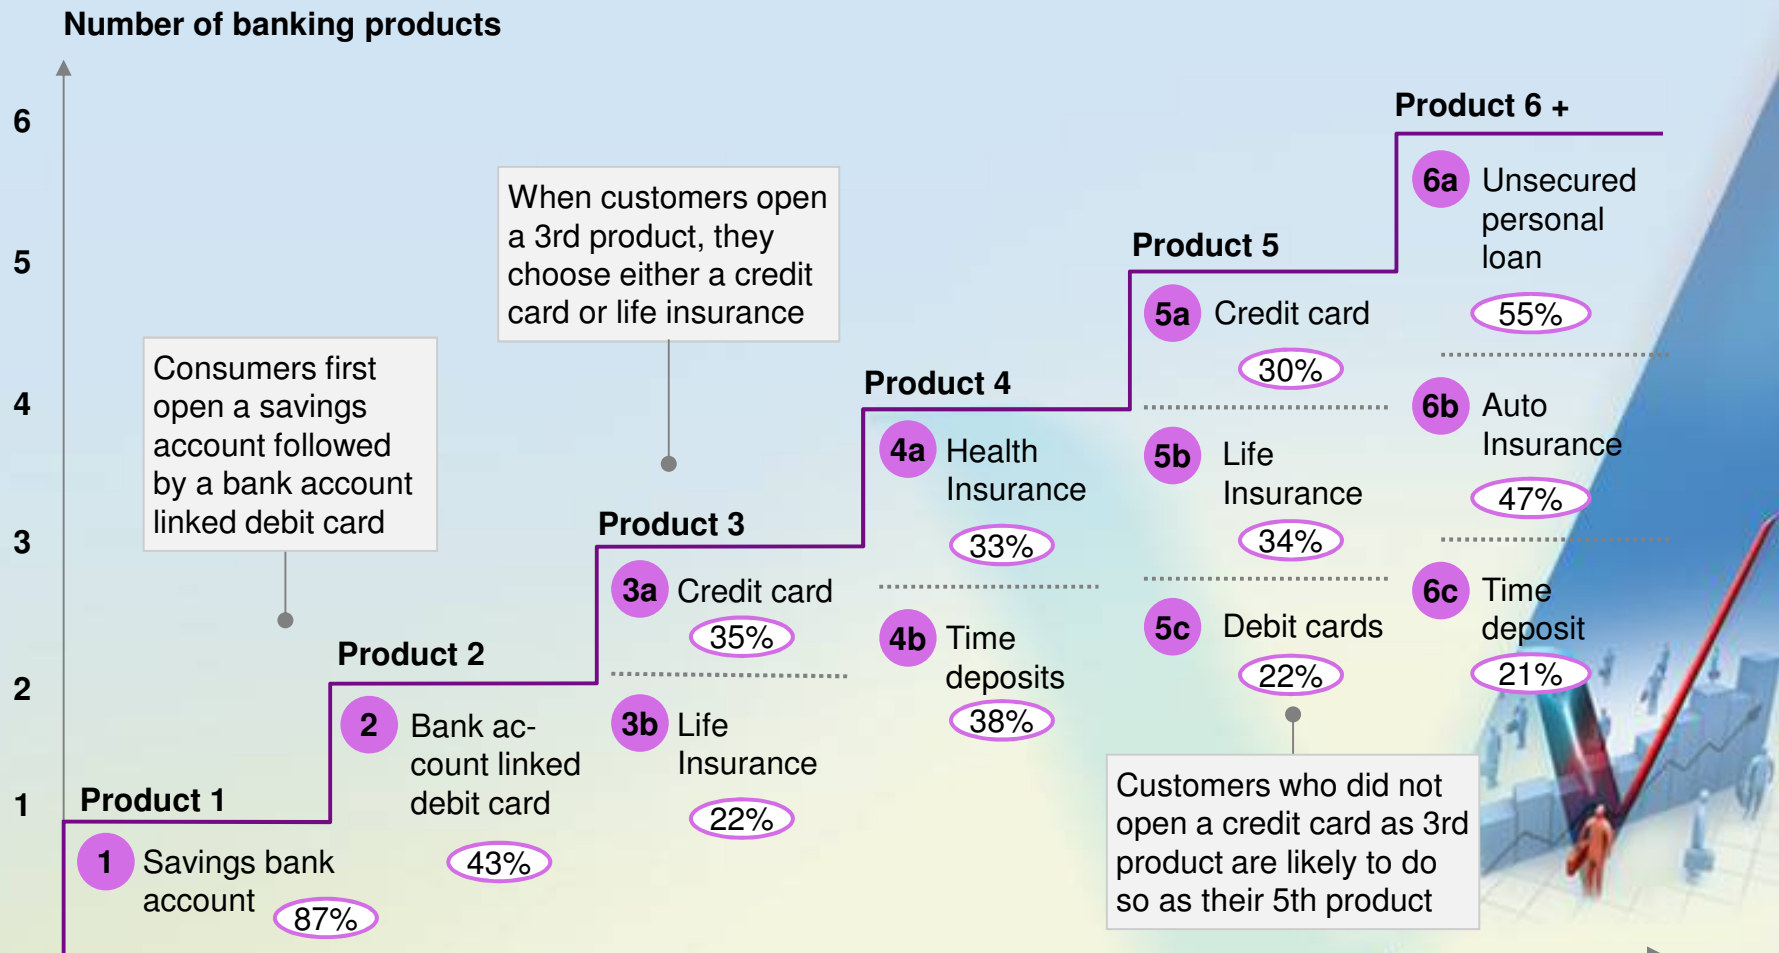 Number of banking products
6
5
4
3
2
1
Product 1
1
Savings bank
account
87%
Consumers first
open a savings
account followed
by a bank account
linked debit card
Product 2
2
Bank ac-
count linked
debit card
43%
When customers open
a 3rd product, they
choose either a credit
card or life insurance
Product 3
3a
Credit card
35%
3b
Life
Insurance
22%
Product 4
4a
Health
Insurance
33%
4b
Time
deposits
38%
Product 5
5a
Credit card
30%
5b
Life
Insurance
34%
5c
Debit cards
22%
Customers who did not
open a credit card as 3rd
product are likely to do
so as their 5th product
Product 6 +
6a
Unsecured
personal
loan
55%
6b
Auto
Insurance
47%
6c
Time
deposit
21%